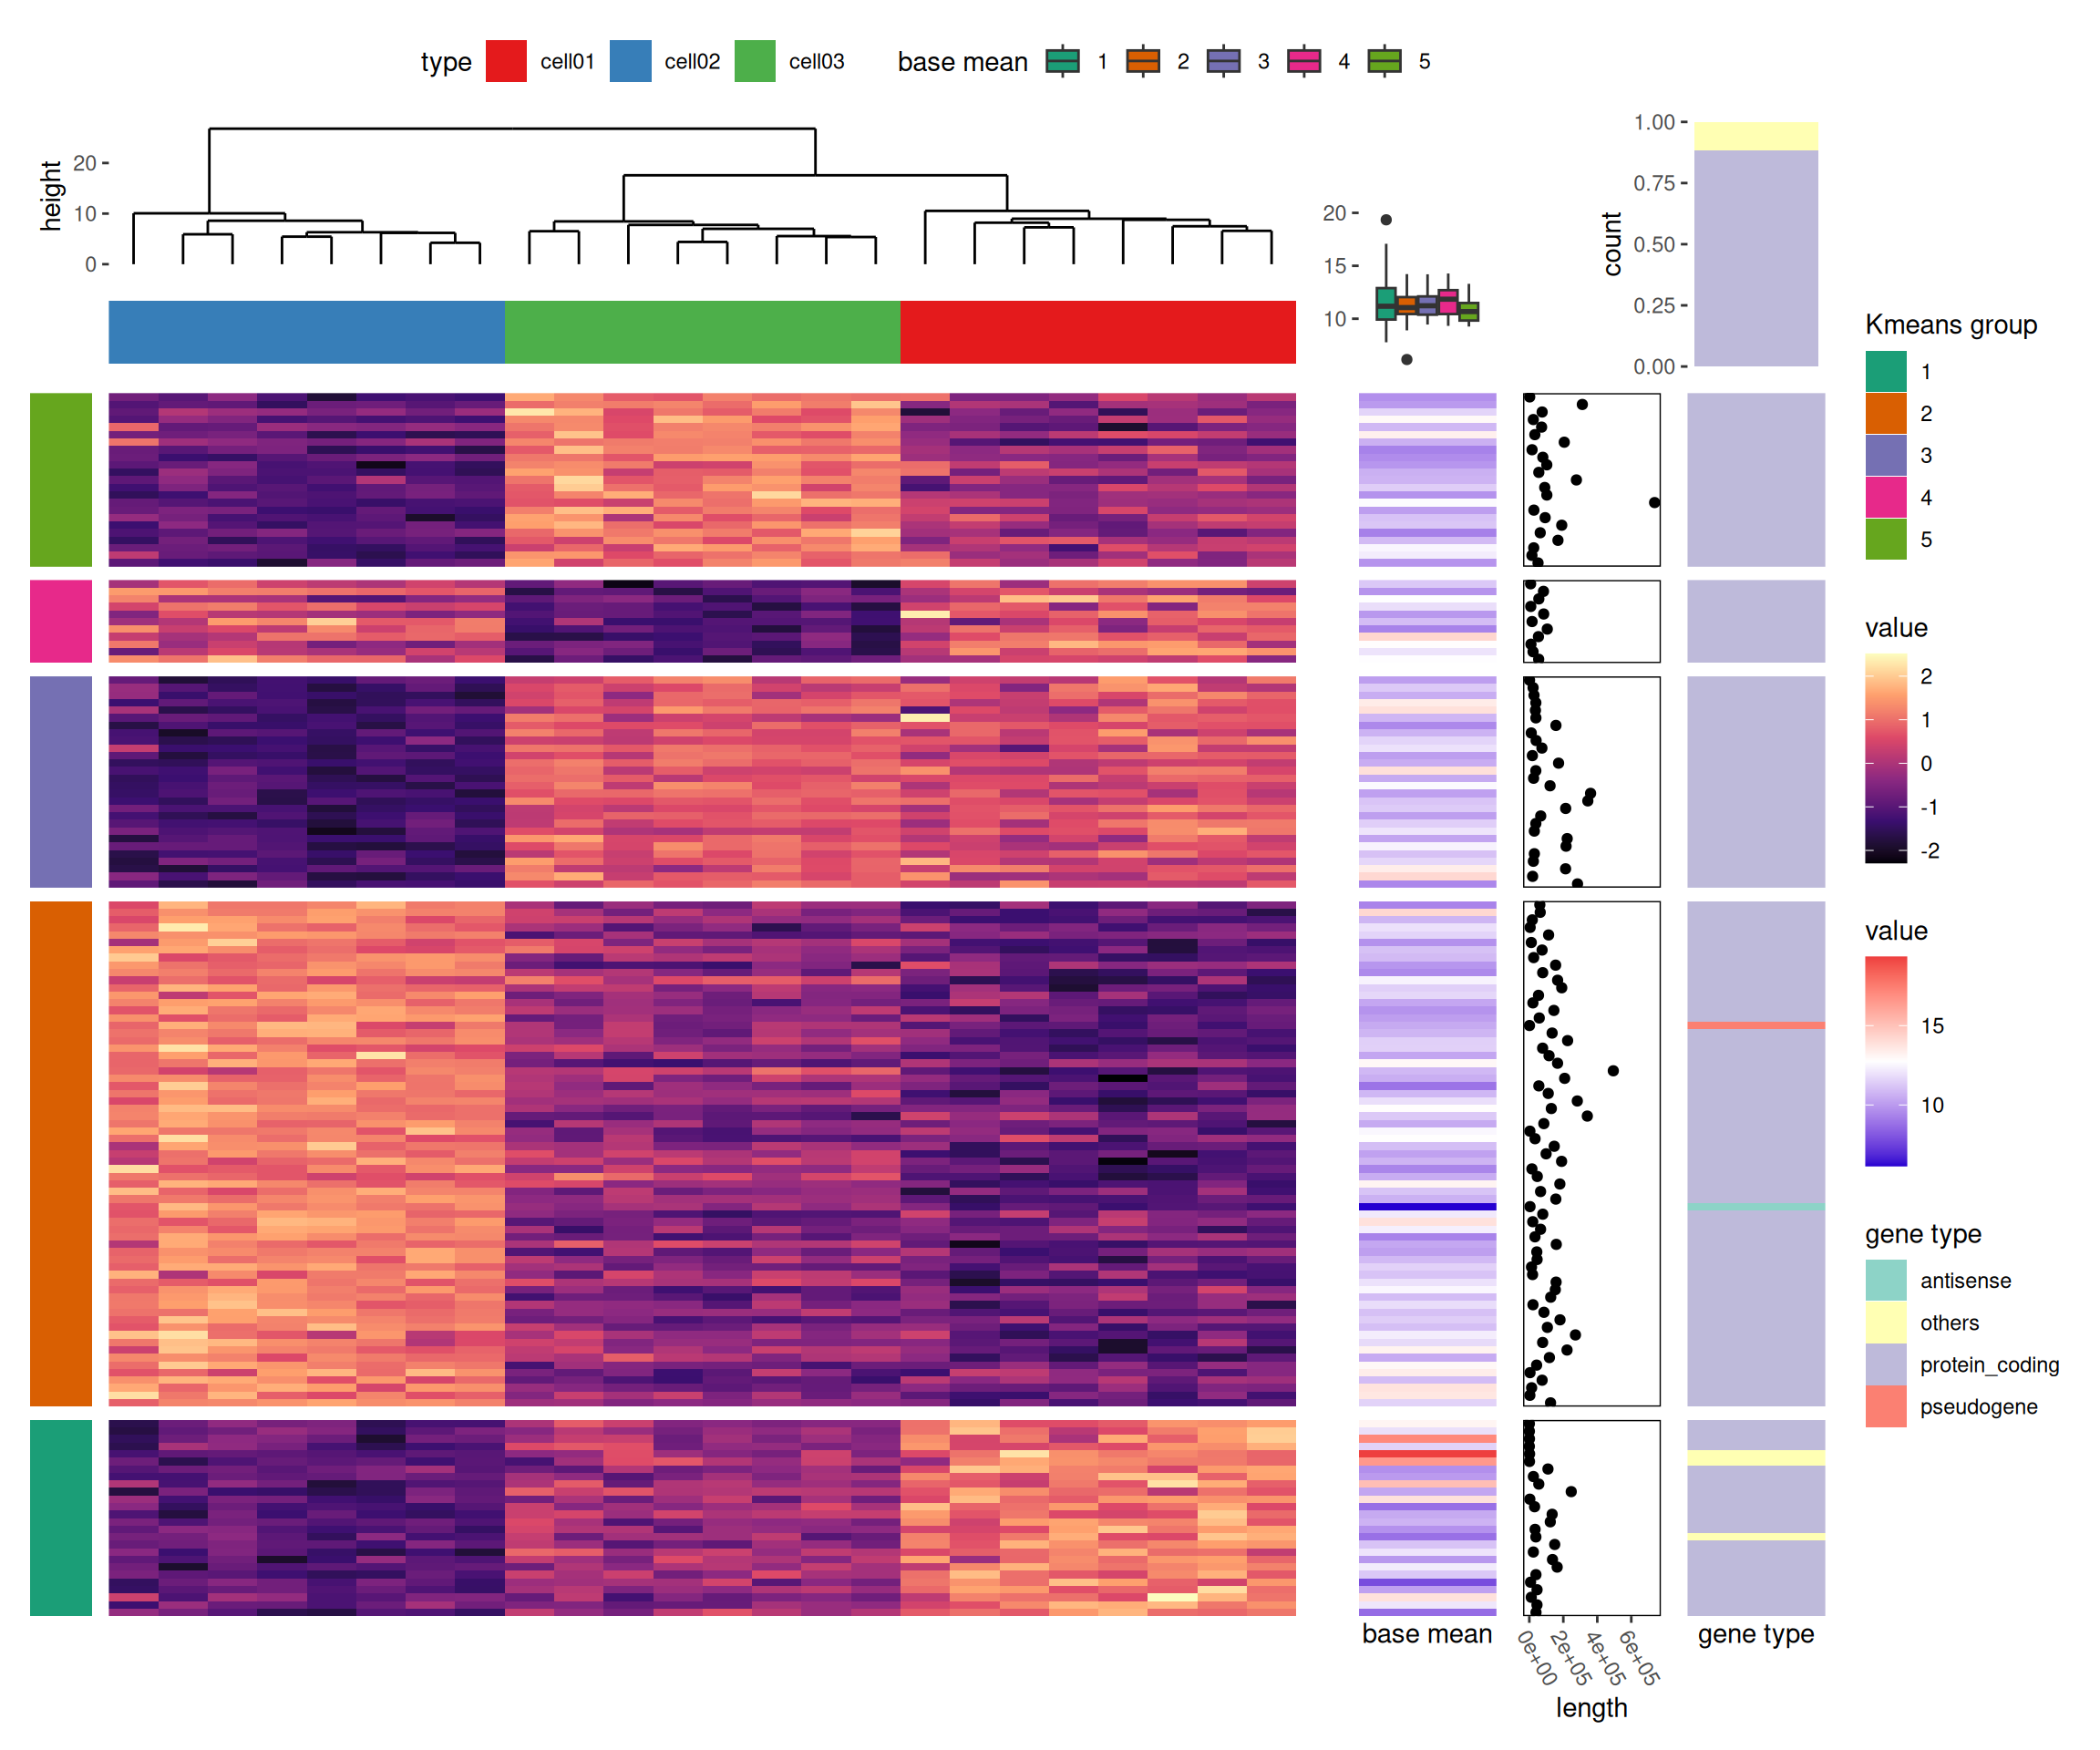 type cell01 cell02 cell03 base mean 1 2 3 4 5
height
20
10
0
20
15
10
count
1.00
0.75
0.50
0.25
0.00
Kmeans group
1
2
3
4
5
value
2
1
0
-1
-2
value
15
10
gene type
antisense
others
protein_coding
pseudogene
base mean
0e+00
2e+05
4e+05
6e+05
length
gene type